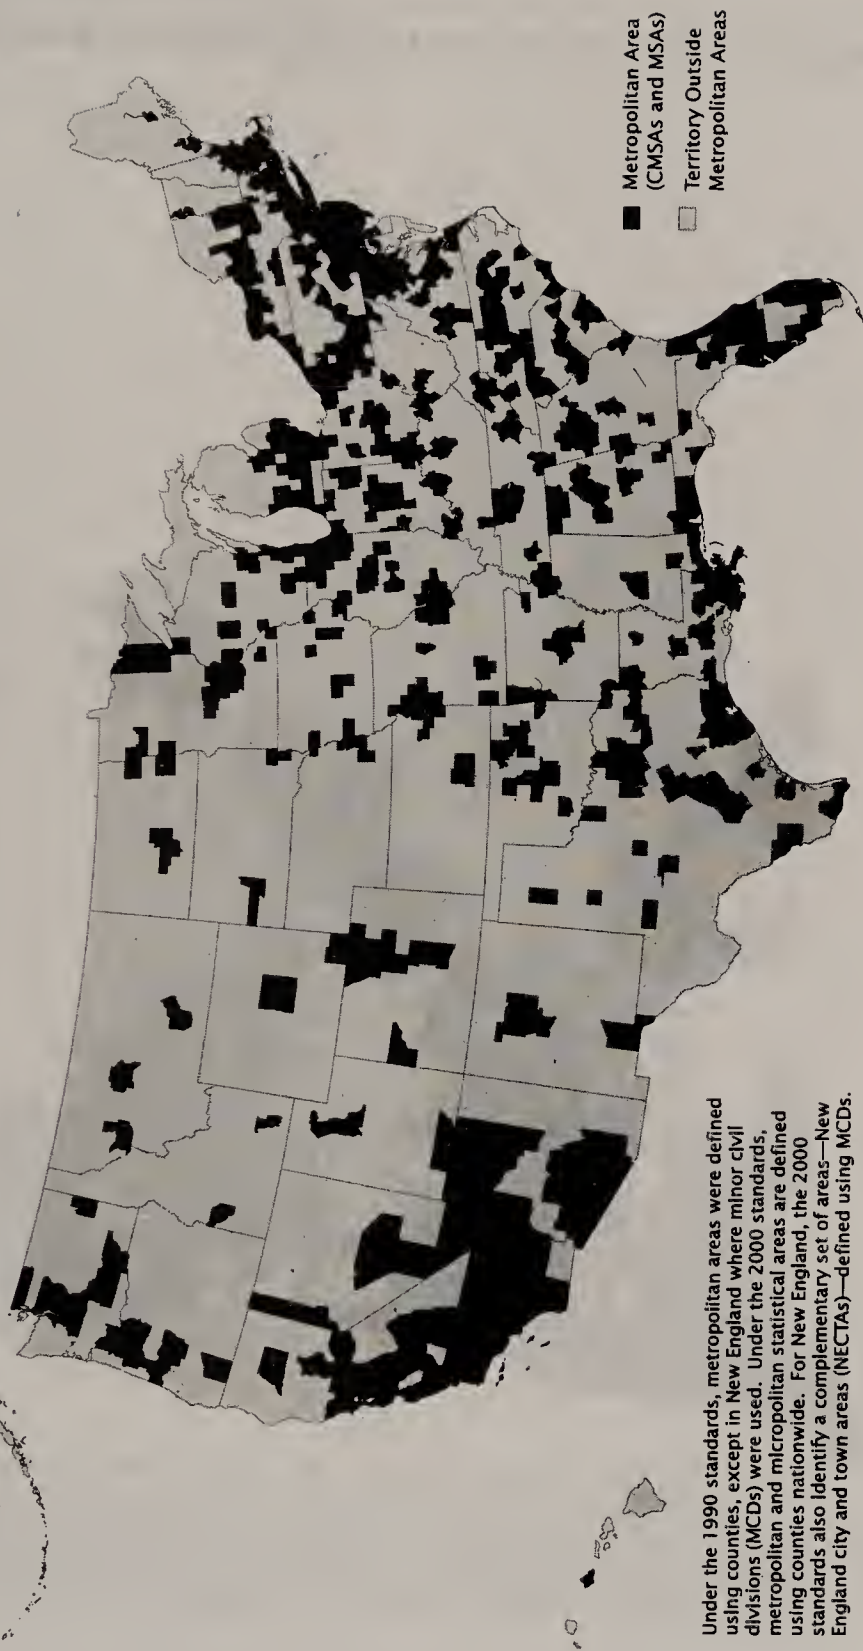 Metropolitan Area
(CMSAs and MSAs)
Territory Outside
Metropolitan Areas
Under the 1990 standards, metropolitan areas were defined
using counties, except in New England where minor civil
divisions (MCDs) were used. Under the 2000 standards,
metropolitan and micropolitan statistical areas are defined
using counties nationwide. For New England, the 2000
standards also identify a complementary set of areas—New
England city and town areas (NECTAs)—defined using MCDs.